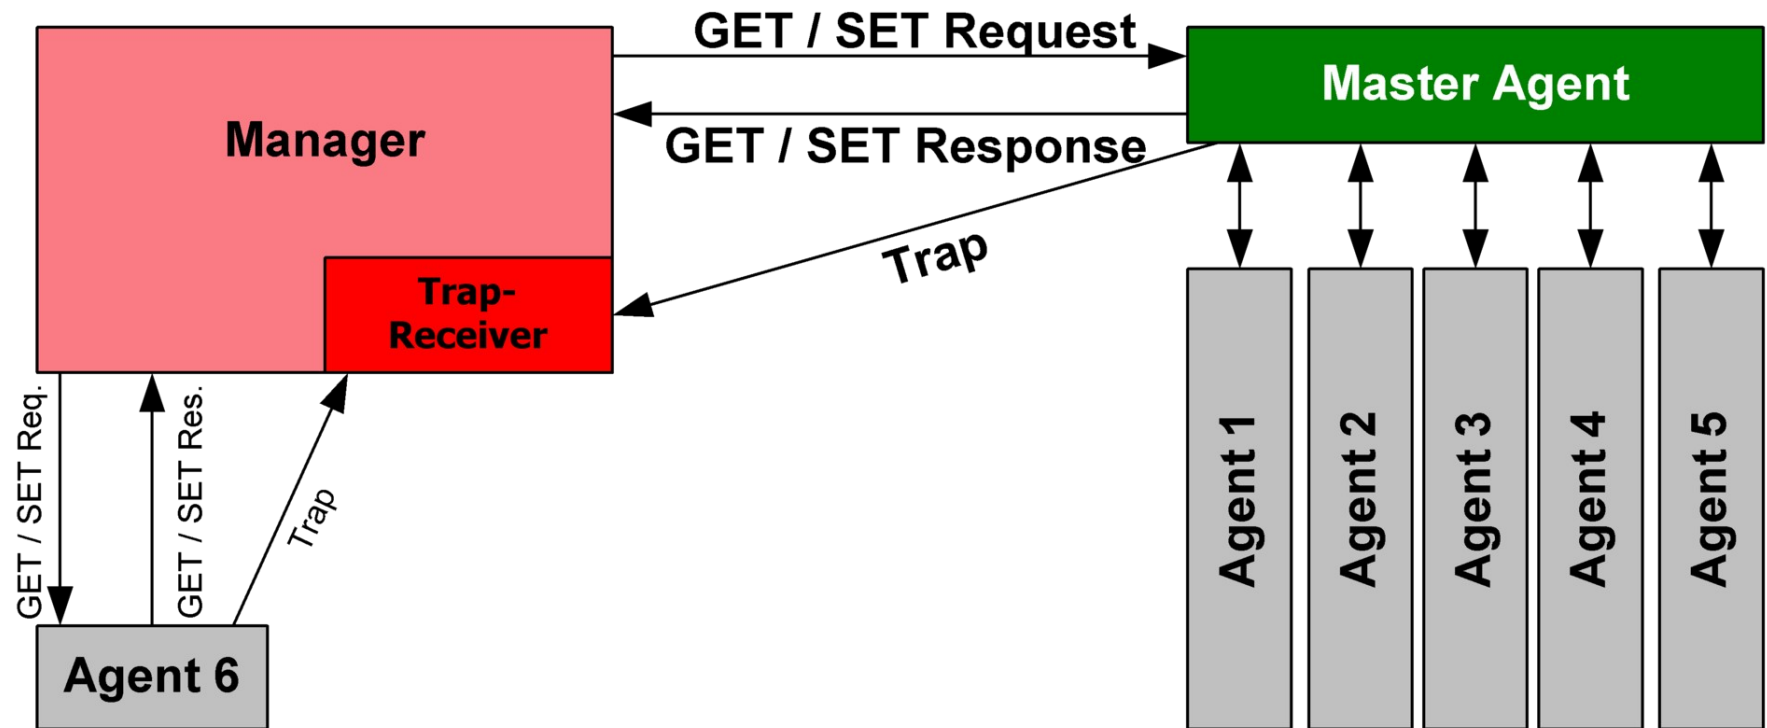 GET / SET Request
Master Agent
Manager
GET / SET Response
Trap
Trap-
Receiver
GET / SET Req.
GET / SET Res.
Trap
Agent 1
Agent 2
Agent 3
Agent 4
Agent 5
Agent 6